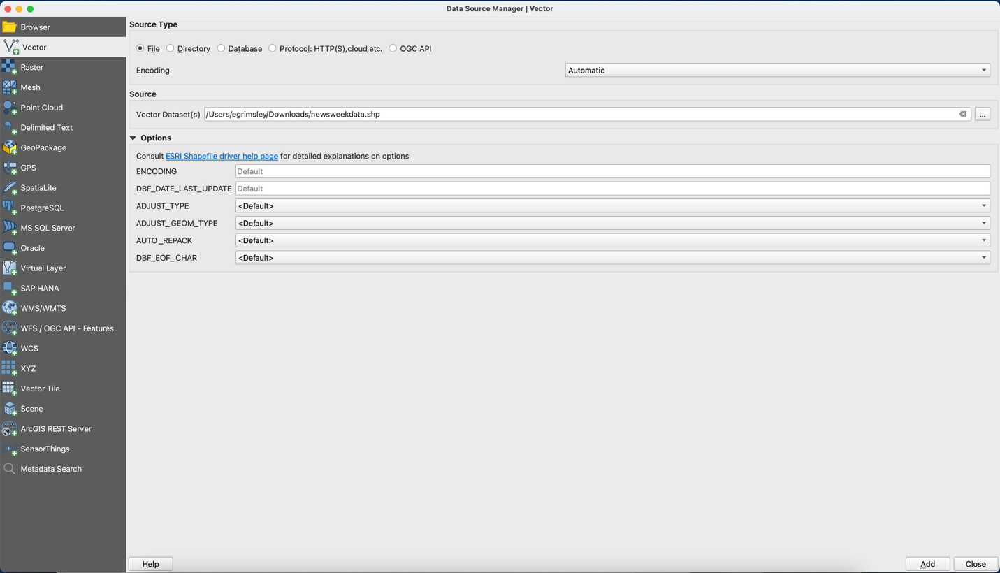 Data Source Manager | Vector
Browser
Vector
Raster
Mesh
Point Cloud
Delimited Text
GeoPackage
GPS
SpatiaLite
PostgreSQL
MS SQL Server
Oracle
Virtual Layer
SAP HANA
WMS/WMTS
WFS / OGC API - Features
WCS
XYZ
Vector Tile
Scene
ArcGIS REST Server
SensorThings
Metadata Search
Source Type
File Directory Database Protocol: HTTP(S),cloud,etc. OGC API
Encoding Automatic
Source
Vector Dataset(s) /Users/egrimsley/Downloads/newsweekdata.shp ...
Options
Consult ESRI Shapefile driver help page for detailed explanations on options
ENCODING Default
DBF_DATE_LAST_UPDATE Default
ADJUST_TYPE <Default>
ADJUST_GEOM_TYPE <Default>
AUTO_REPACK <Default>
DBF_EOF_CHAR <Default>
Help Add Close